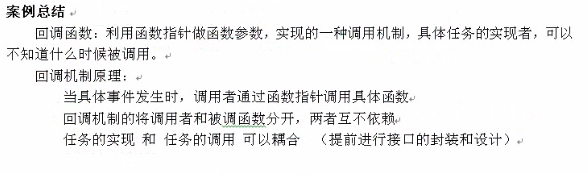 案例总结
回调函数：利用函数指针做函数参数，实现的一种调用机制，具体任务的实现者，可以
不知道什么时候被调用。
回调机制原理：
当具体事件发生时，调用者通过函数指针调用具体函数
回调机制的将调用者和被调函数分开，两者互不依赖
任务的实现 和 任务的调用 可以耦合 （提前进行接口的封装和设计）